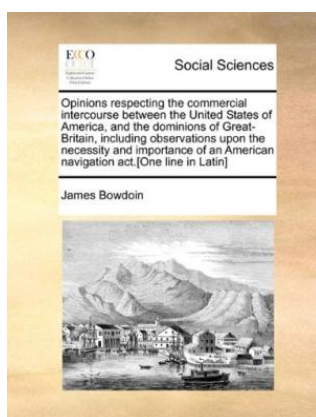 ECCO
Social Sciences
Opinions respecting the commercial
intercourse between the United States of
America, and the dominions of Great-
Britain, including observations upon the
necessity and importance of an American
navigation act.[One line in Latin]
James Bowdoin